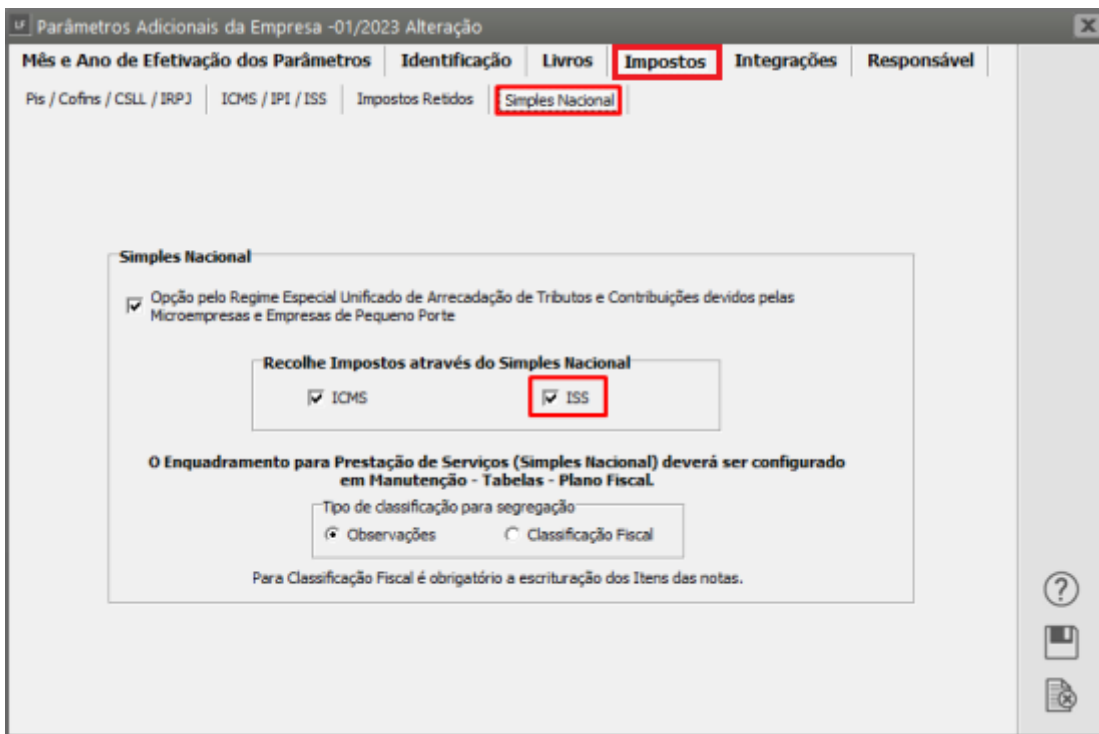 LF Parâmetros Adicionais da Empresa -01/2023 Alteração
Mês e Ano de Efetivação dos Parâmetros Identificação Livros Impostos Integrações Responsável
Pis / Cofins / CSLL / IRPJ ICMS / IPI / ISS Impostos Retidos Simples Nacional
Simples Nacional
Opção pelo Regime Especial Unificado de Arrecadação de Tributos e Contribuições devidos pelas
Microempresas e Empresas de Pequeno Porte
Recolhe Impostos através do Simples Nacional
ICMS ISS
O Enquadramento para Prestação de Serviços (Simples Nacional) deverá ser configurado
em Manutenção - Tabelas - Plano Fiscal.
Tipo de classificação para segregação
Observações Classificação Fiscal
Para Classificação Fiscal é obrigatório a escrituração dos Itens das notas.